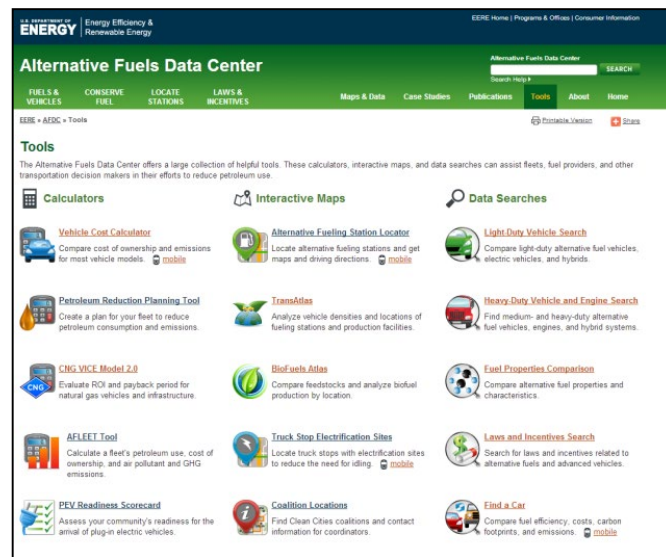 U.S. DEPARTMENT OF
ENERGY
Energy Efficiency &
Renewable Energy
EERE Home | Programs & Offices | Consumer Information
Alternative Fuels Data Center
Alternative Fuels Data Center
SEARCH
Search Help
FUELS &
VEHICLES
CONSERVE
FUEL
LOCATE
STATIONS
LAWS &
INCENTIVES
Maps & Data
Case Studies
Publications
Tools
About
Home
EERE » AFDC » Tools
Printable Version
Share
Tools
The Alternative Fuels Data Center offers a large collection of helpful tools. These calculators, interactive maps, and data searches can assist fleets, fuel providers, and other
transportation decision makers in their efforts to reduce petroleum use.
Calculators
Vehicle Cost Calculator
Compare cost of ownership and emissions
for most vehicle models. mobile
Petroleum Reduction Planning Tool
Create a plan for your fleet to reduce
petroleum consumption and emissions.
CNG
CNG VICE Model 2.0
Evaluate ROI and payback period for
natural gas vehicles and infrastructure.
AFLEET Tool
Calculate a fleet's petroleum use, cost of
ownership, and air pollutant and GHG
emissions.
PEV Readiness Scorecard
Assess your community's readiness for the
arrival of plug-in electric vehicles.
Interactive Maps
Alternative Fueling Station Locator
Locate alternative fueling stations and get
maps and driving directions. mobile
TransAtlas
Analyze vehicle densities and locations of
fueling stations and production facilities.
BioFuels Atlas
Compare feedstocks and analyze biofuel
production by location.
Truck Stop Electrification Sites
Locate truck stops with electrification sites
to reduce the need for idling. mobile
Coalition Locations
Find Clean Cities coalitions and contact
information for coordinators.
Data Searches
Light-Duty Vehicle Search
Compare light-duty alternative fuel vehicles,
electric vehicles, and hybrids.
Heavy-Duty Vehicle and Engine Search
Find medium- and heavy-duty alternative
fuel vehicles, engines, and hybrid systems.
Fuel Properties Comparison
Compare alternative fuel properties and
characteristics.
Laws and Incentives Search
Search for laws and incentives related to
alternative fuels and advanced vehicles.
Find a Car
Compare fuel efficiency, costs, carbon
footprints, and emissions. mobile